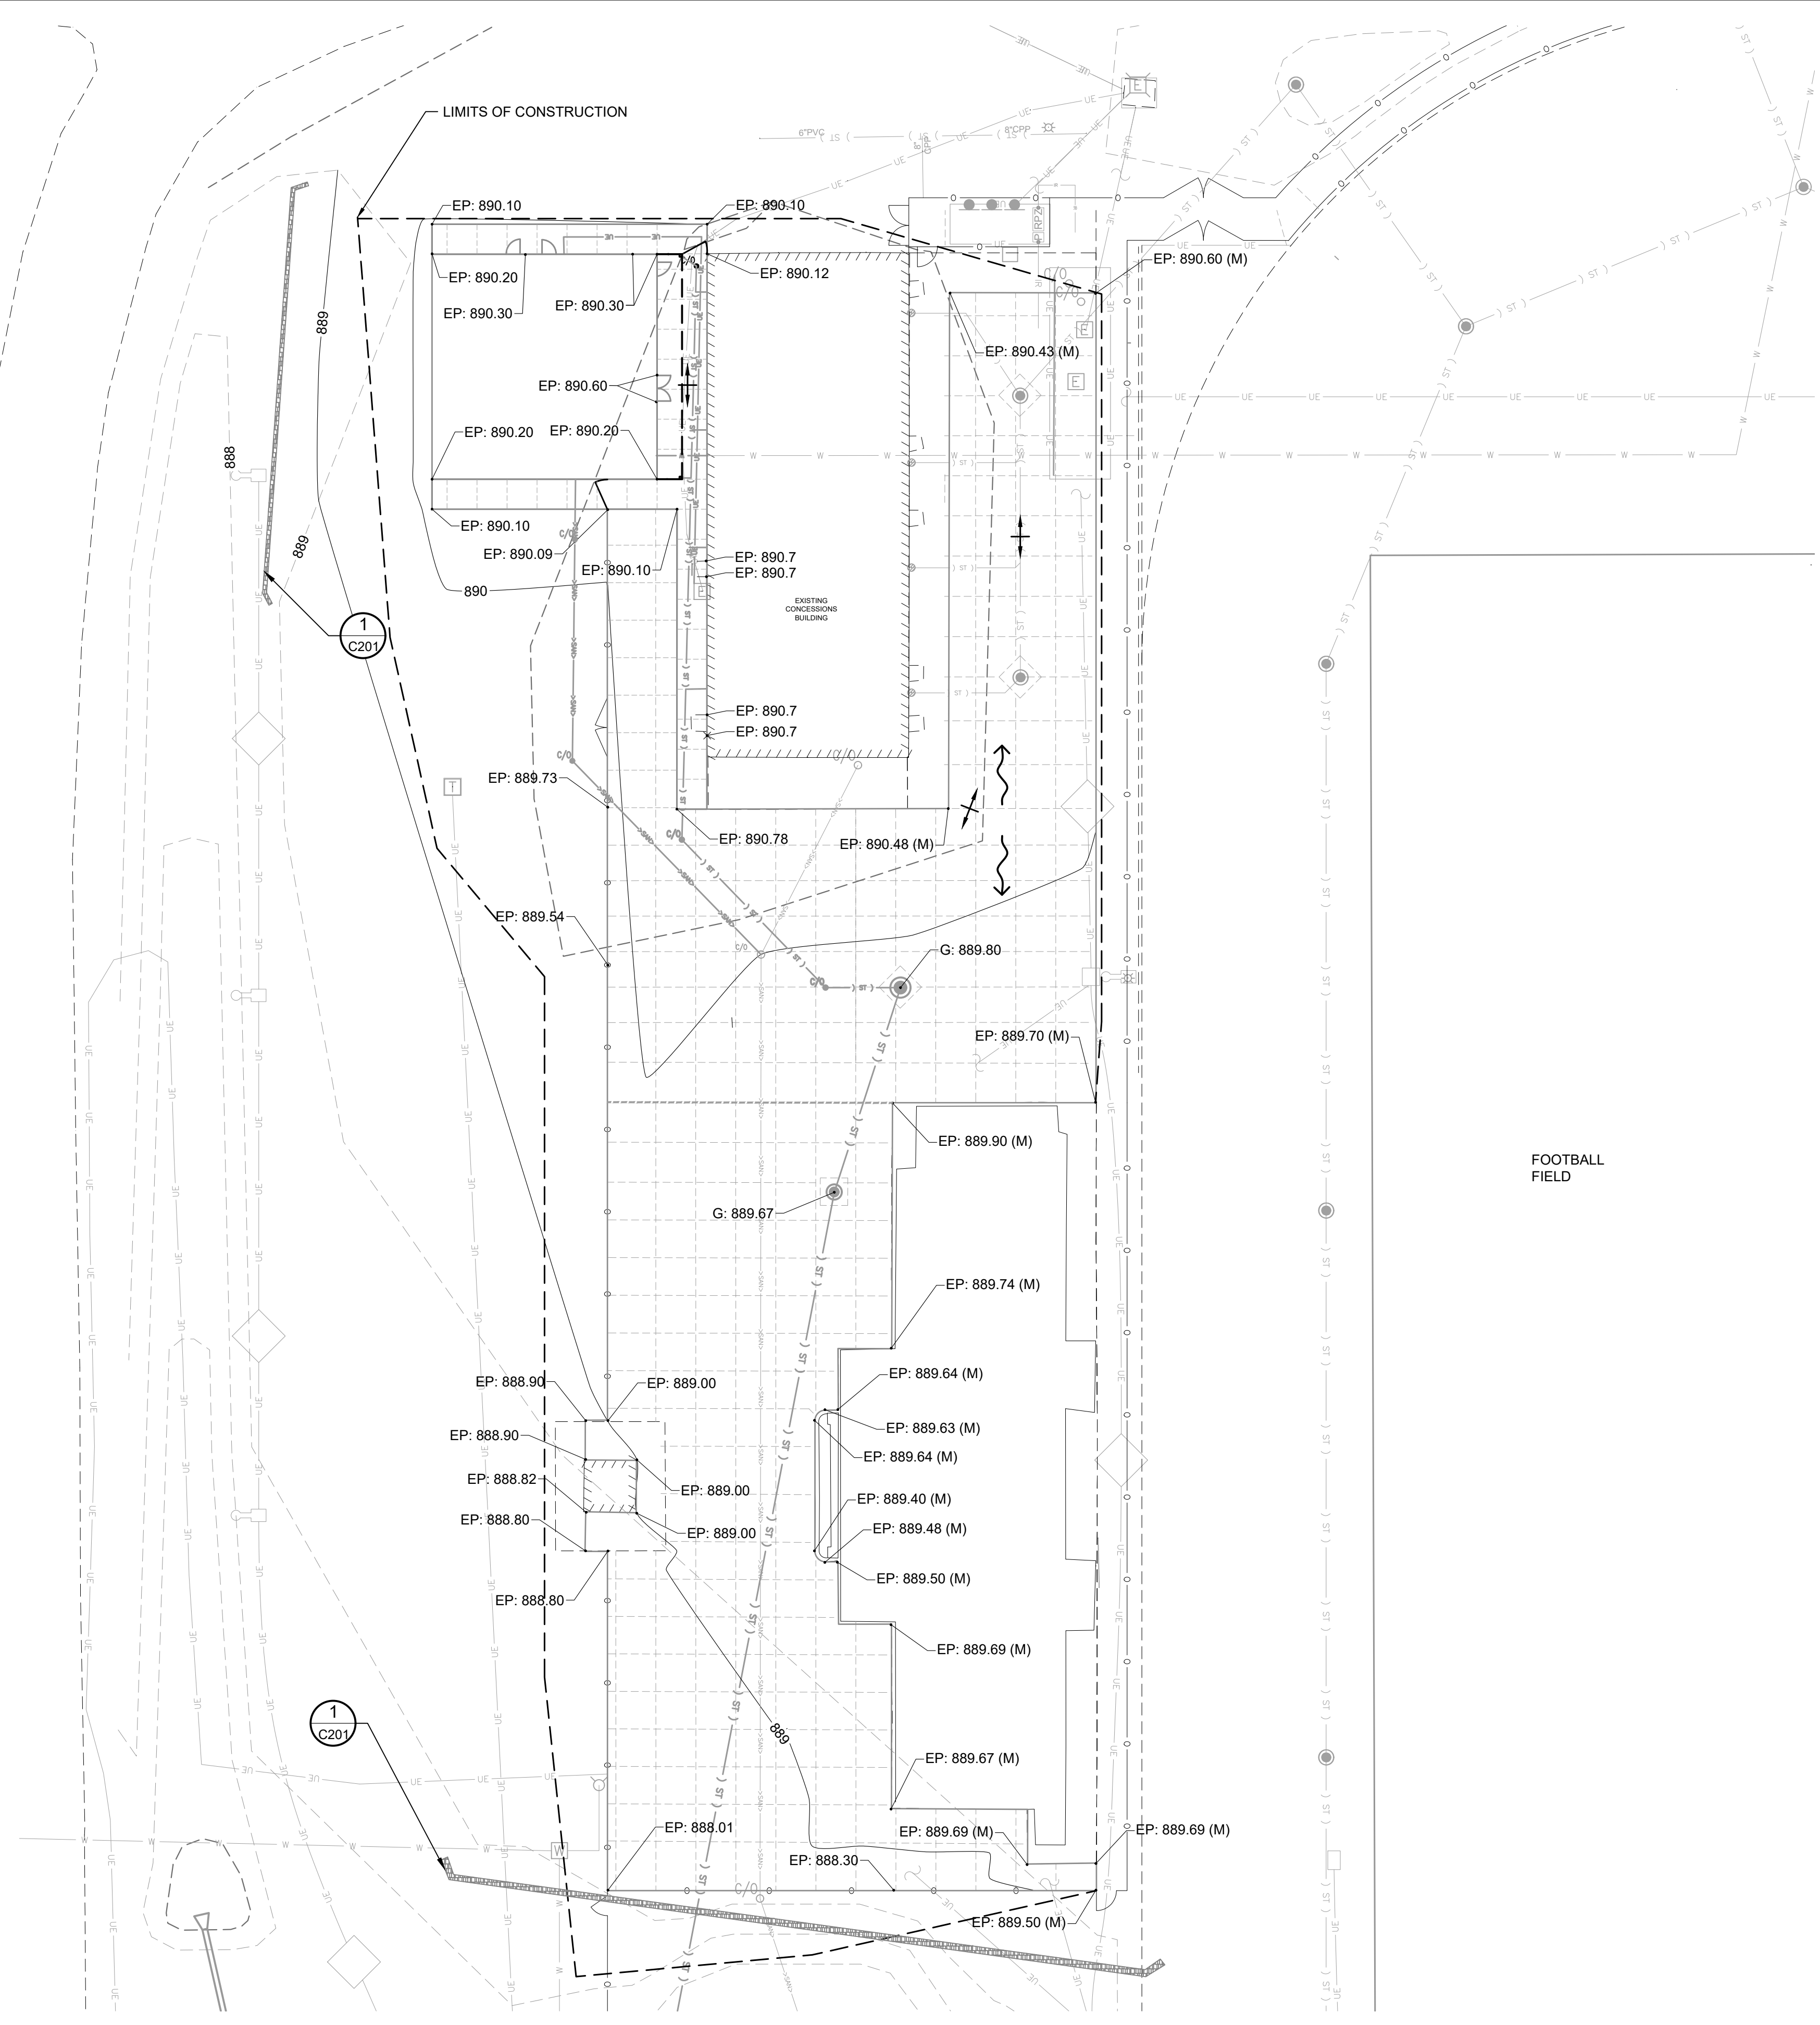 LIMITS OF CONSTRUCTION
6"PVC
8"CPP
8"
CPP
E
EP: 890.10
EP: 890.10
RPZ
P
EP: 890.20
EP: 890.12
EP: 890.60 (M)
C/O
C/O
C/O
EP: 890.30
EP: 890.30
889
E
EP: 890.43 (M)
E
EP: 890.60
EP: 890.20
EP: 890.20
888
889
EP: 890.10
C/O
EP: 890.09
EP: 890.10
EP: 890.7
EP: 890.7
890
E
EXISTING
CONCESSIONS
BUILDING
1
C201
EP: 890.7
EP: 890.7
C/O
C/O
T
EP: 889.73
C/O
EP: 890.78
EP: 890.48 (M)
EP: 889.54
C/O
G: 889.80
C/O
EP: 889.70 (M)
EP: 889.90 (M)
FOOTBALL
FIELD
G: 889.67
EP: 889.74 (M)
EP: 888.90
EP: 889.00
EP: 889.64 (M)
EP: 889.63 (M)
EP: 888.90
EP: 889.64 (M)
EP: 888.82
EP: 889.00
EP: 889.40 (M)
EP: 888.80
EP: 889.00
EP: 889.48 (M)
EP: 889.50 (M)
EP: 888.80
EP: 889.69 (M)
1
C201
889
EP: 889.67 (M)
EP: 888.01
EP: 889.69 (M)
EP: 889.69 (M)
W
EP: 888.30
C/O
EP: 889.50 (M)